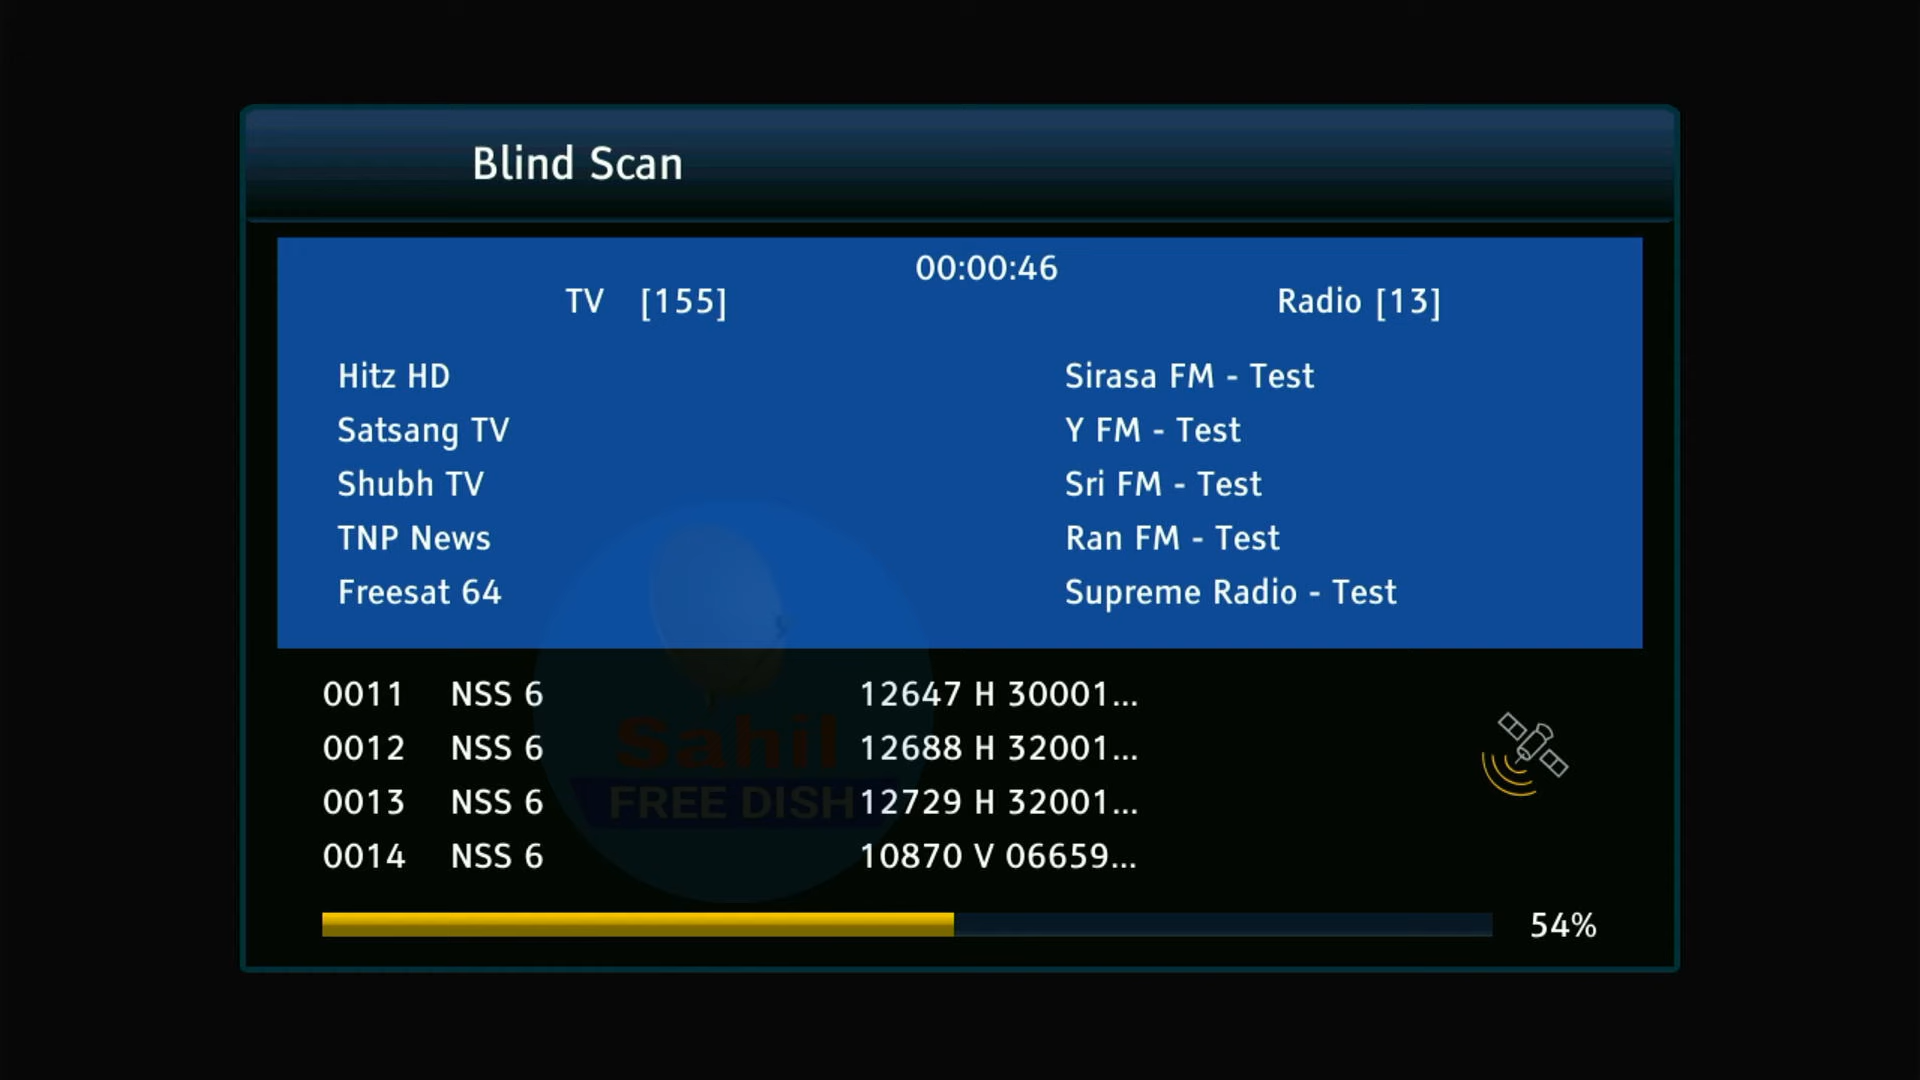 Blind Scan
00:00:46
TV [155]
Radio [13]
Hitz HD
Satsang TV
Shubh TV
TNP News
Freesat 64
Sirasa FM - Test
Y FM - Test
Sri FM - Test
Ran FM - Test
Supreme Radio - Test
0011 NSS 6 12647 H 30001...
0012 NSS 6 12688 H 32001...
0013 NSS 6 12729 H 32001...
0014 NSS 6 10870 V 06659...
Sahil
FREE DISH
54%